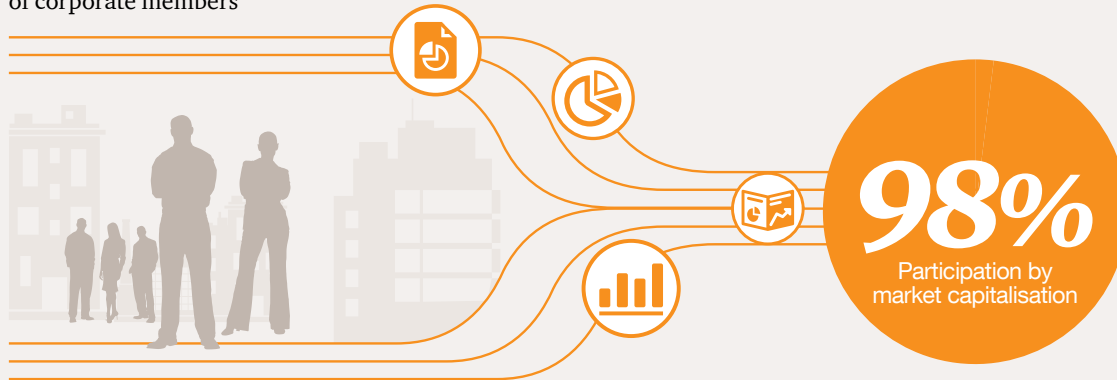 of corporate members
98%
Participation by
market capitalisation